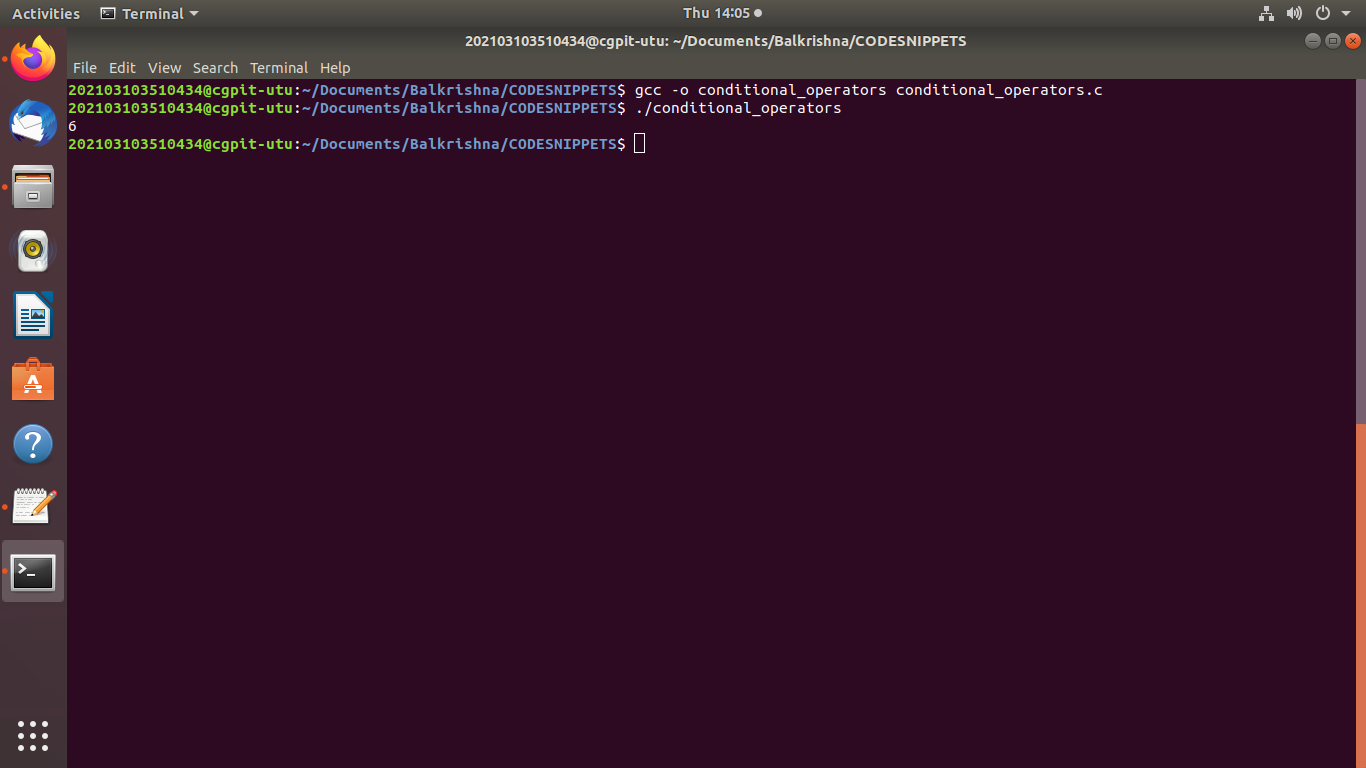 Activities Terminal Thu 14:05
202103103510434@cgpit-utu: ~/Documents/Balkrishna/CODESNIPPETS
File Edit View Search Terminal Help
202103103510434@cgpit-utu:~/Documents/Balkrishna/CODESNIPPETS$ gcc -o conditional_operators conditional_operators.c
202103103510434@cgpit-utu:~/Documents/Balkrishna/CODESNIPPETS$ ./conditional_operators
6
202103103510434@cgpit-utu:~/Documents/Balkrishna/CODESNIPPETS$